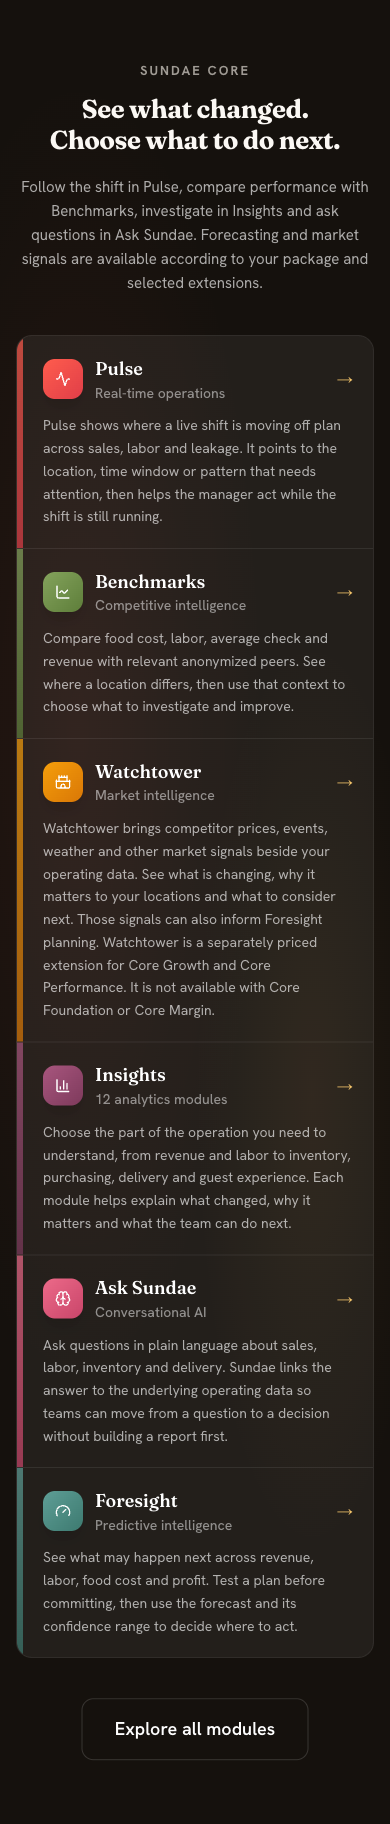 SUNDAE CORE
See what changed.
Choose what to do next.
Follow the shift in Pulse, compare performance with
Benchmarks, investigate in Insights and ask
questions in Ask Sundae. Forecasting and market
signals are available according to your package and
selected extensions.
Pulse
→
Real-time operations
Pulse shows where a live shift is moving off plan
across sales, labor and leakage. It points to the
location, time window or pattern that needs
attention, then helps the manager act while the
shift is still running.
Benchmarks
→
Competitive intelligence
Compare food cost, labor, average check and
revenue with relevant anonymized peers. See
where a location differs, then use that context to
choose what to investigate and improve.
Watchtower
→
Market intelligence
Watchtower brings competitor prices, events,
weather and other market signals beside your
operating data. See what is changing, why it
matters to your locations and what to consider
next. Those signals can also inform Foresight
planning. Watchtower is a separately priced
extension for Core Growth and Core
Performance. It is not available with Core
Foundation or Core Margin.
Insights
→
12 analytics modules
Choose the part of the operation you need to
understand, from revenue and labor to inventory,
purchasing, delivery and guest experience. Each
module helps explain what changed, why it
matters and what the team can do next.
Ask Sundae
→
Conversational AI
Ask questions in plain language about sales,
labor, inventory and delivery. Sundae links the
answer to the underlying operating data so
teams can move from a question to a decision
without building a report first.
Foresight
→
Predictive intelligence
See what may happen next across revenue,
labor, food cost and profit. Test a plan before
committing, then use the forecast and its
confidence range to decide where to act.
Explore all modules